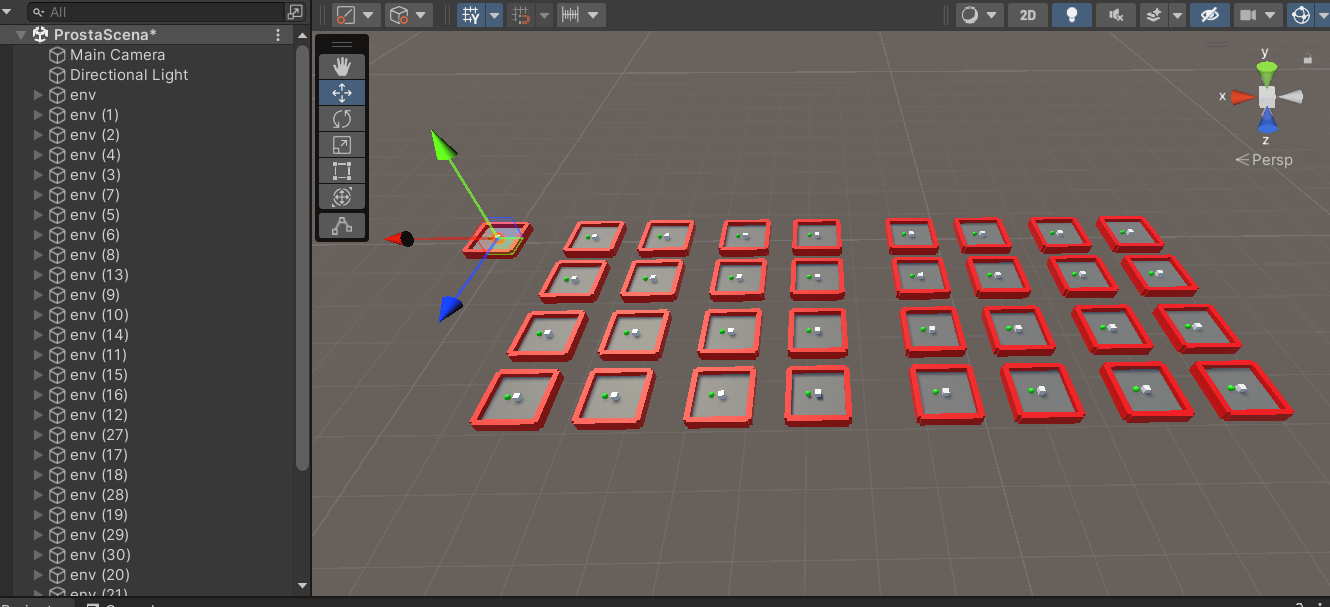 All
2D
ProstaScena*
Main Camera
Directional Light
env
env (1)
env (2)
env (4)
env (3)
env (7)
env (5)
env (6)
env (8)
env (13)
env (9)
env (10)
env (14)
env (11)
env (15)
env (16)
env (12)
env (27)
env (17)
env (18)
env (28)
env (19)
env (29)
env (30)
env (20)
env (21)
y
x
z
Persp